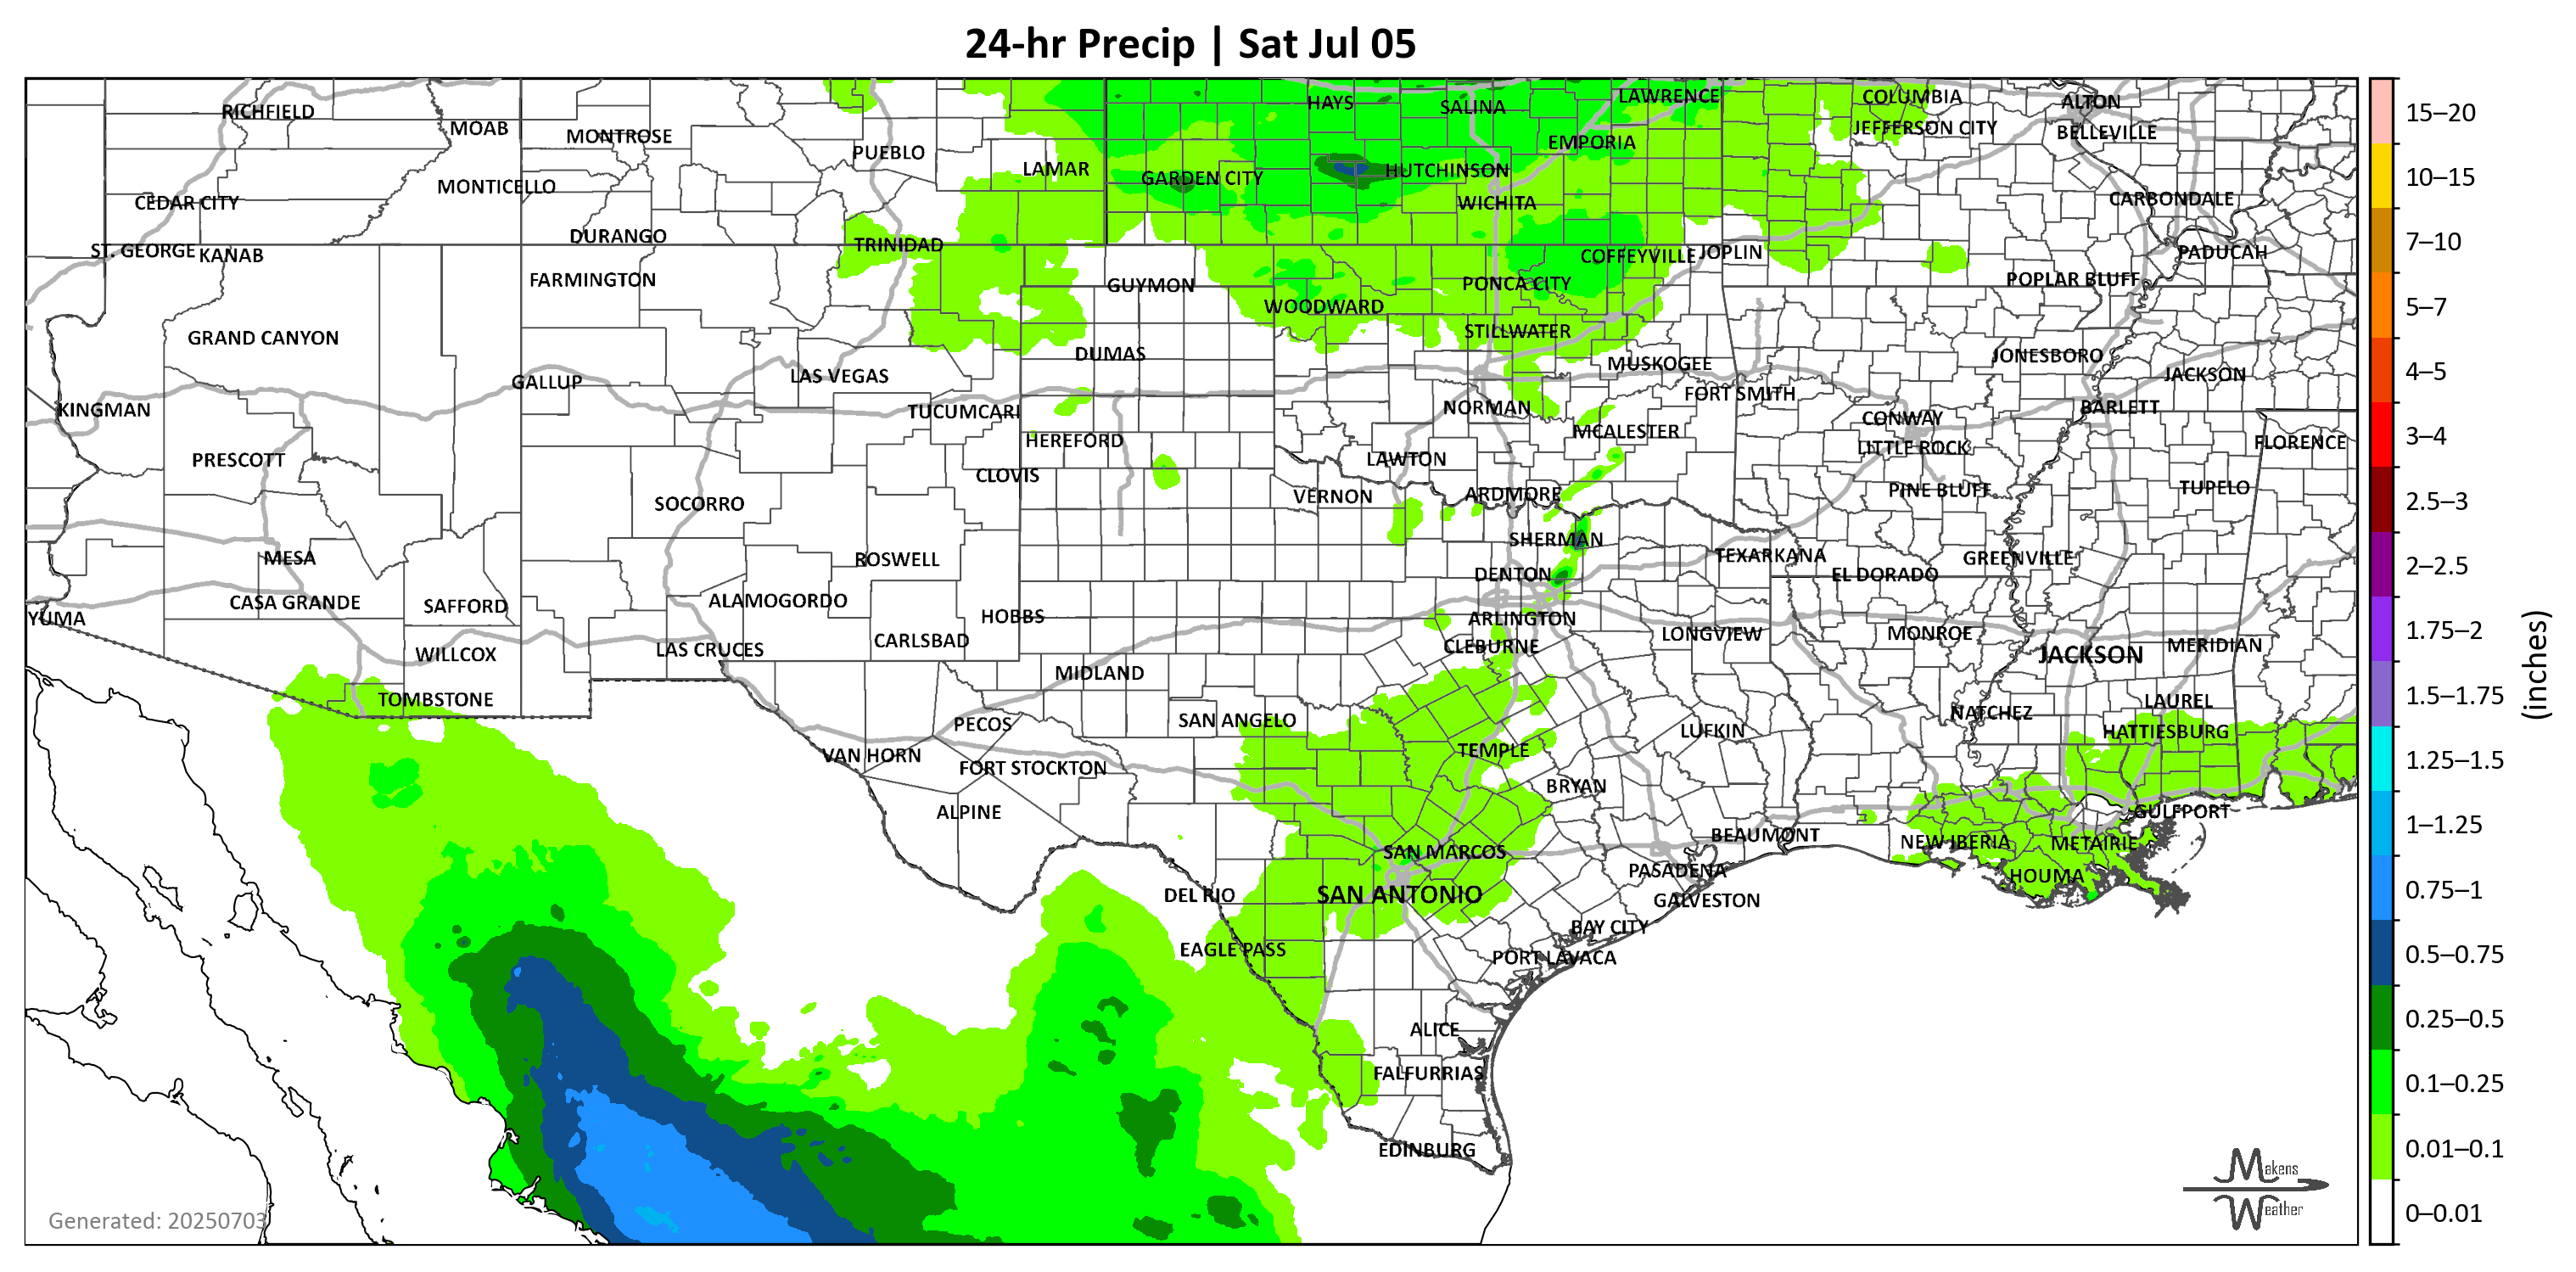 24-hr Precip | Sat Jul 05
RICHFIELD
MOAB
MONTROSE
PUEBLO
LAMAR
HAYS
SALINA
LAWRENCE
COLUMBIA
ALTON
JEFFERSON CITY
BELLEVILLE
EMPORIA
MONTICELLO
CEDAR CITY
GARDEN CITY
HUTCHINSON
WICHITA
CARBONDALE
DURANGO
TRINIDAD
ST. GEORGE
KANAB
COFFEYVILLE
JOPLIN
PADUCAH
FARMINGTON
GUYMON
PONCA CITY
POPLAR BLUFF
WOODWARD
GRAND CANYON
STILLWATER
DUMAS
MUSKOGEE
JONESBORO
GALLUP
LAS VEGAS
JACKSON
FORT SMITH
KINGMAN
TUCUMCARI
NORMAN
BARLETT
CONWAY
MCALESTER
HEREFORD
LITTLE ROCK
FLORENCE
PRESCOTT
LAWTON
CLOVIS
VERNON
ARDMORE
PINE BLUFF
TUPELO
SOCORRO
SHERMAN
MESA
ROSWELL
TEXARKANA
GREENVILLE
DENTON
EL DORADO
CASA GRANDE
SAFFORD
ALAMOGORDO
HOBBS
YUMA
ARLINGTON
CARLSBAD
LONGVIEW
MONROE
WILLCOX
LAS CRUCES
CLEBURNE
JACKSON
MERIDIAN
MIDLAND
TOMBSTONE
LAUREL
PECOS
SAN ANGELO
NATCHEZ
LUFKIN
HATTIESBURG
VAN HORN
TEMPLE
FORT STOCKTON
BRYAN
ALPINE
GULFPORT
BEAUMONT
NEW IBERIA
METAIRIE
SAN MARCOS
PASADENA
HOUMA
DEL RIO
SAN ANTONIO
GALVESTON
BAY CITY
EAGLE PASS
PORT LAVACA
ALICE
FALFURRIAS
EDINBURG
Generated: 20250703
Makens
Weather
15–20
10–15
7–10
5–7
4–5
3–4
2.5–3
2–2.5
1.75–2
1.5–1.75
1.25–1.5
1–1.25
0.75–1
0.5–0.75
0.25–0.5
0.1–0.25
0.01–0.1
0–0.01
(inches)